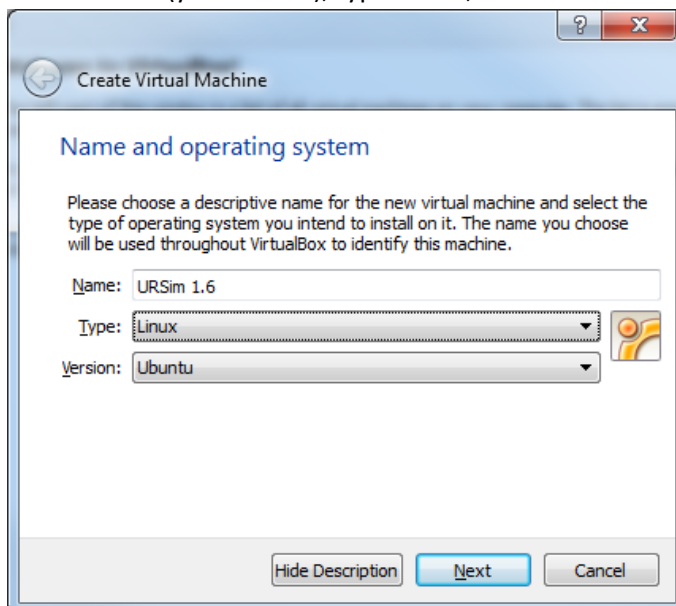 Create Virtual Machine
Name and operating system
Please choose a descriptive name for the new virtual machine and select the
type of operating system you intend to install on it. The name you choose
will be used throughout VirtualBox to identify this machine.
Name: URSim 1.6
Type: Linux
Version: Ubuntu
Hide Description Next Cancel